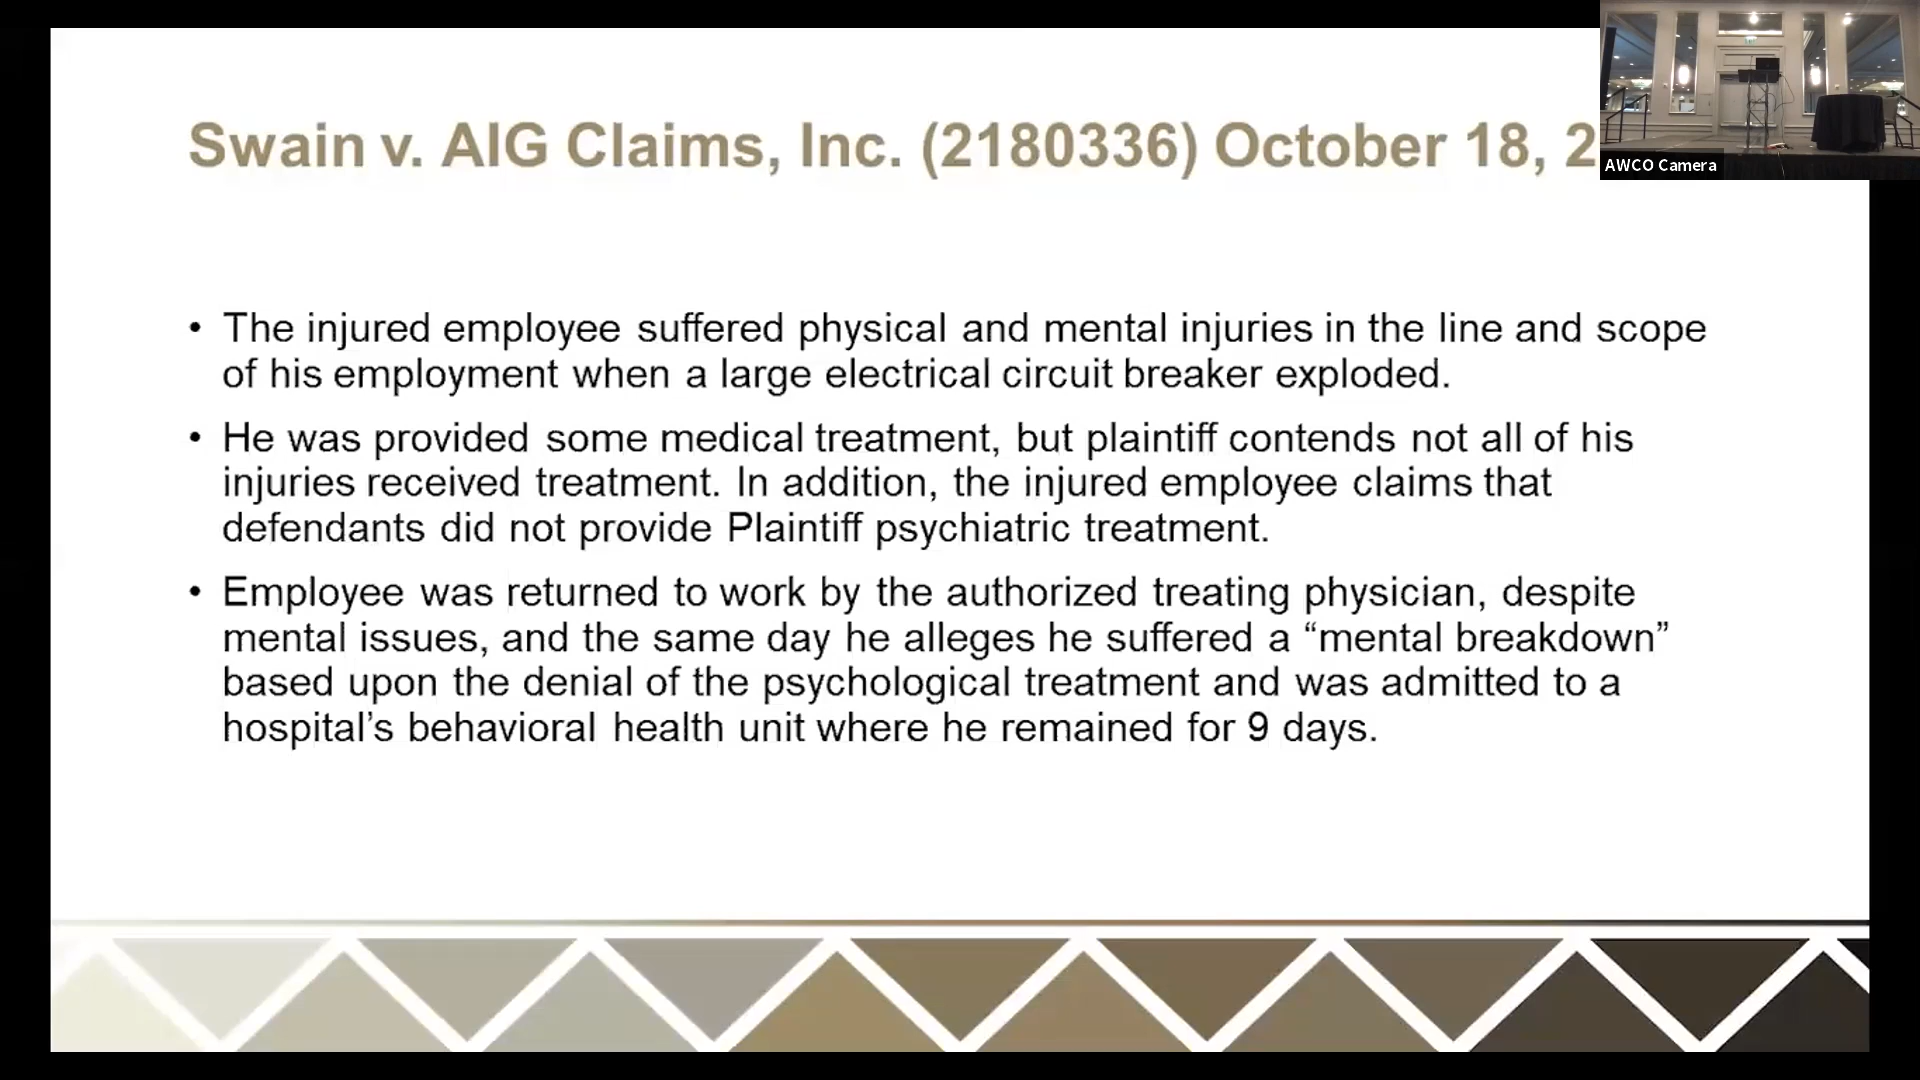 Swain v. AIG Claims, Inc. (2180336) October 18, 2
AWCO Camera
• The injured employee suffered physical and mental injuries in the line and scope
of his employment when a large electrical circuit breaker exploded.
• He was provided some medical treatment, but plaintiff contends not all of his
injuries received treatment. In addition, the injured employee claims that
defendants did not provide Plaintiff psychiatric treatment.
• Employee was returned to work by the authorized treating physician, despite
mental issues, and the same day he alleges he suffered a “mental breakdown”
based upon the denial of the psychological treatment and was admitted to a
hospital’s behavioral health unit where he remained for 9 days.